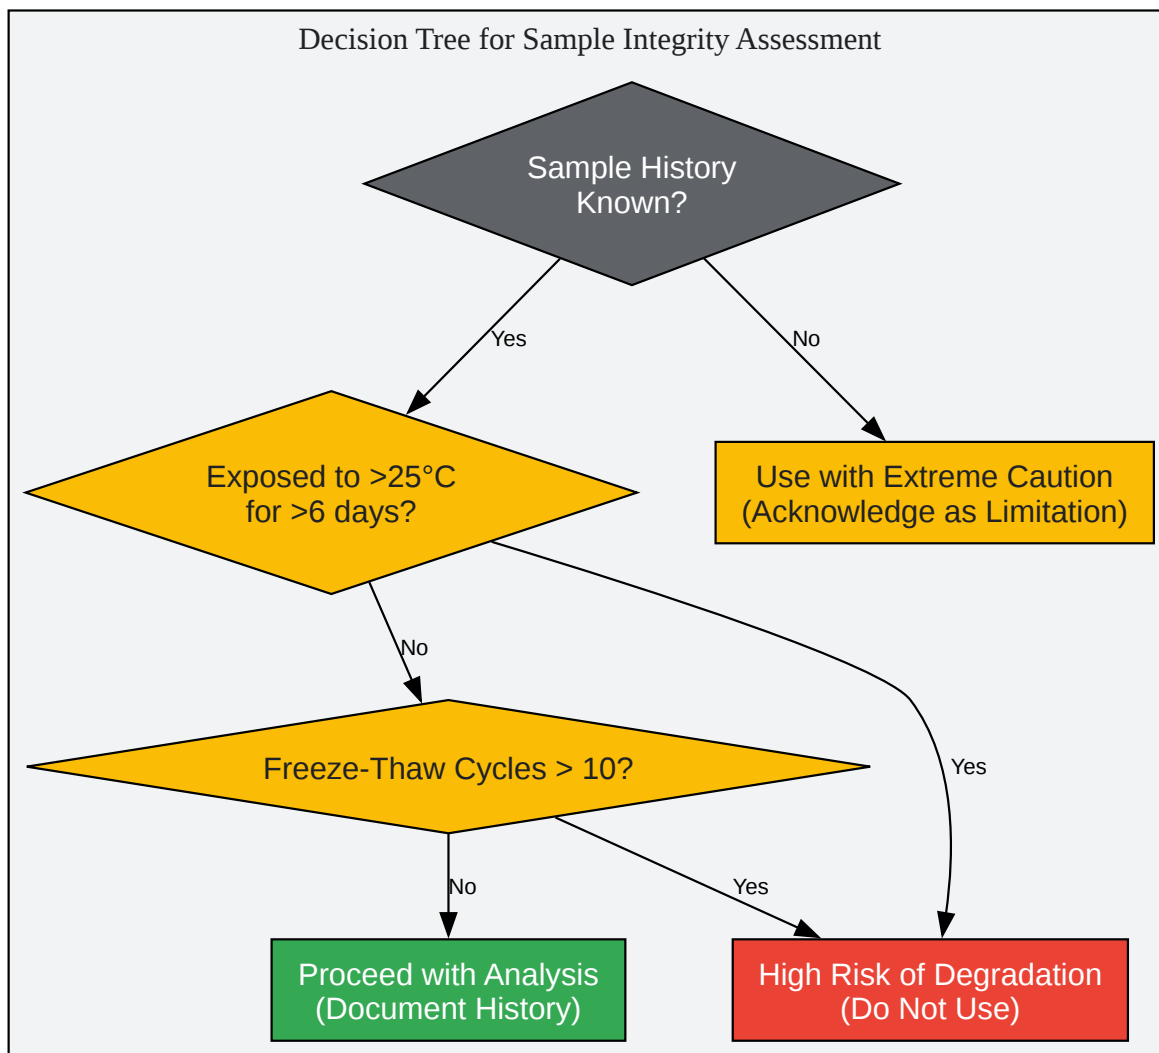 Decision Tree for Sample Integrity Assessment
Sample History
Known?
Yes
No
Exposed to >25°C
for >6 days?
Use with Extreme Caution
(Acknowledge as Limitation)
No
Freeze-Thaw Cycles > 10?
Yes
No
Yes
Proceed with Analysis
(Document History)
High Risk of Degradation
(Do Not Use)